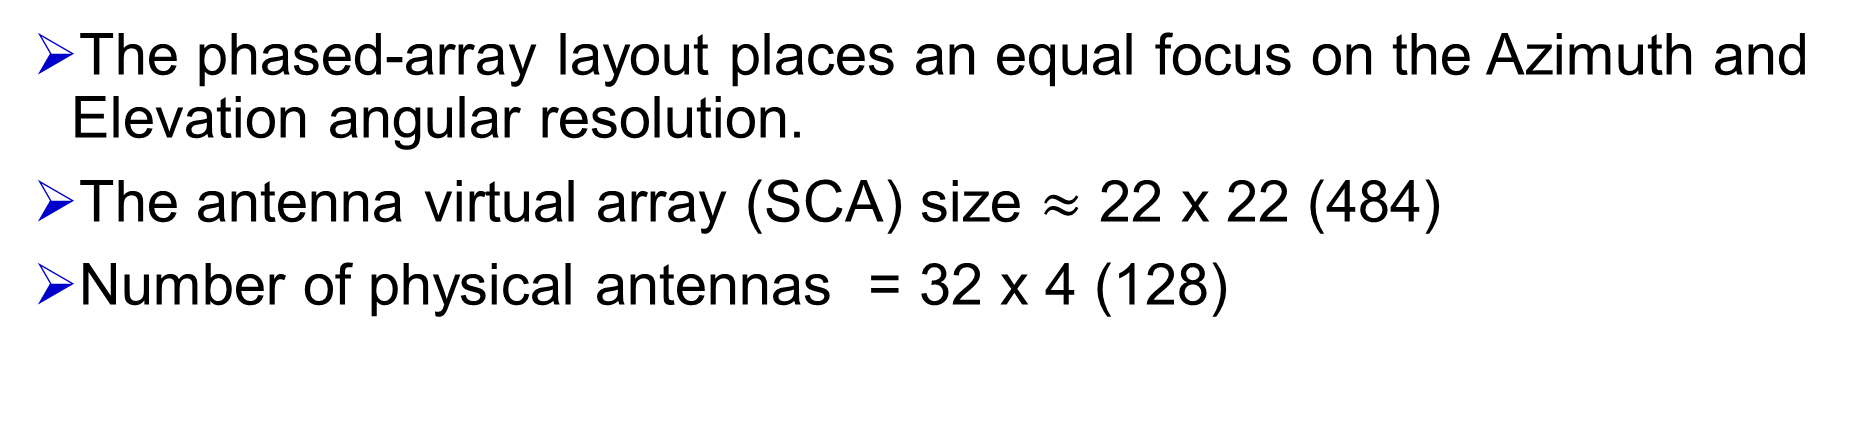 ➢The phased-array layout places an equal focus on the Azimuth and
Elevation angular resolution.
➢The antenna virtual array (SCA) size ≈ 22 x 22 (484)
➢Number of physical antennas = 32 x 4 (128)